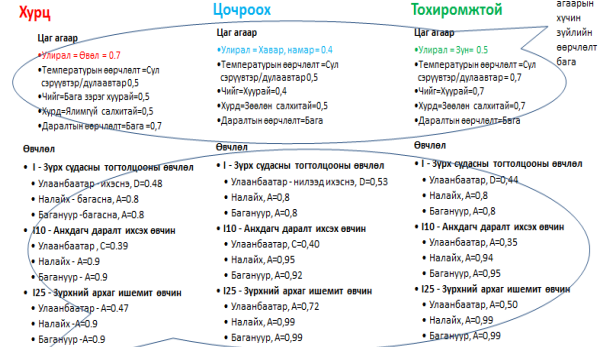 Хурц
Цаг агаар
•Улирал = Өвөл = 0.7
•Температурын өөрчлөлт =Сул
сэрүүвтэр/дулаавтар 0,5
•Чийг=Бага зэрэг хуурай=0,5
•Хүрд=Ялимгүй салхитай=0,5
•Даралтын өөрчлөлт=Бага =0,7
Өвчлөл
• I - Зүрх судасны тогтолцооны өвчлөл
• Улаанбаатар - ихэснэ, D=0.48
• Налайх - багасна, A=0.8
• Багануур -багасна, A=0.8
• I10 - Анхдагч даралт ихсэх өвчин
• Улаанбаатар , C=0.39
• Налайх - A=0.9
• Багануур - A=0.9
• I25 - Зүрхний архаг ишемит өвчин
• Улаанбаатар - A=0.47
• Налайх -A=0.9
• Багануур -A=0.9
Цочроох
Цаг агаар
•Улирал = Хавар, намар = 0.4
•Температурын өөрчлөлт =Сул
сэрүүвтэр/дулаавтар 0,5
•Чийг=Хуурай=0,4
•Хурд=Зөөлөн салхитай=0,5
•Даралтын өөрчлөлт=Бага
Өвчлөл
• I - Зүрх судасны тогтолцооны өвчлөл
• Улаанбаатар - нилээд ихэснэ, D=0,53
• Налайх, A=0,8
• Багануур, A=0,8
• I10- Анхдагч даралт ихсэх өвчин
• Улаанбаатар, C=0,40
• Налайх, A=0,95
• Багануур, A=0,92
• I25 - Зүрхний архаг ишемит өвчин
• Улаанбаатар, A=0,72
• Налайх, A=0,99
• Багануур, A=0,99
Тохиромжтой
Цаг агаар
•Улирал = Зун= 0.5
•Температурын өөрчлөлт =Сул
сэрүүвтэр/дулаавтар = 0,7
•Чийг=Хуурай=0,7
•Хурд=Зөөлөн салхитай=0,7
•Даралтын өөрчлөлт=Бага
Өвчлөл
• I - Зүрх судасны тогтолцооны өвчлөл
• Улаанбаатар, D=0,44
• Налайх, A=0,8
• Багануур, A=0,8
• I10- Анхдагч даралт ихсэх өвчин
• Улаанбаатар, A=0,35
• Налайх, A=0,94
• Багануур, A=0,95
• I25 - Зүрхний архаг ишемит өвчин
• Улаанбаатар, A=0,50
• Налайх, A=0,99
• Багануур, A=0,99
агаарын
хүчин
зүйлийн
өөрчлөлт
бага